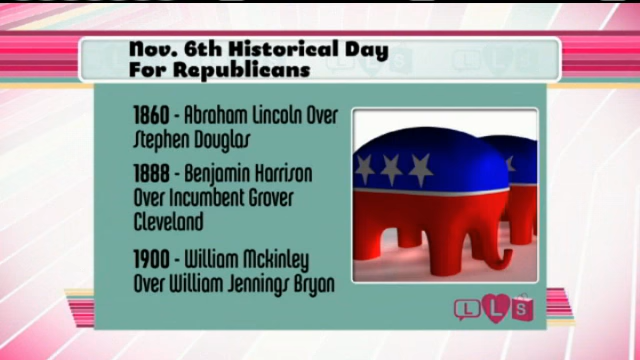 Nov. 6th Historical Day
For Republicans
1860 - Abraham Lincoln Over
Stephen Douglas
1888 - Benjamin Harrison
Over Incumbent Grover
Cleveland
1900 - William Mckinley
Over William Jennings Bryan
L L S